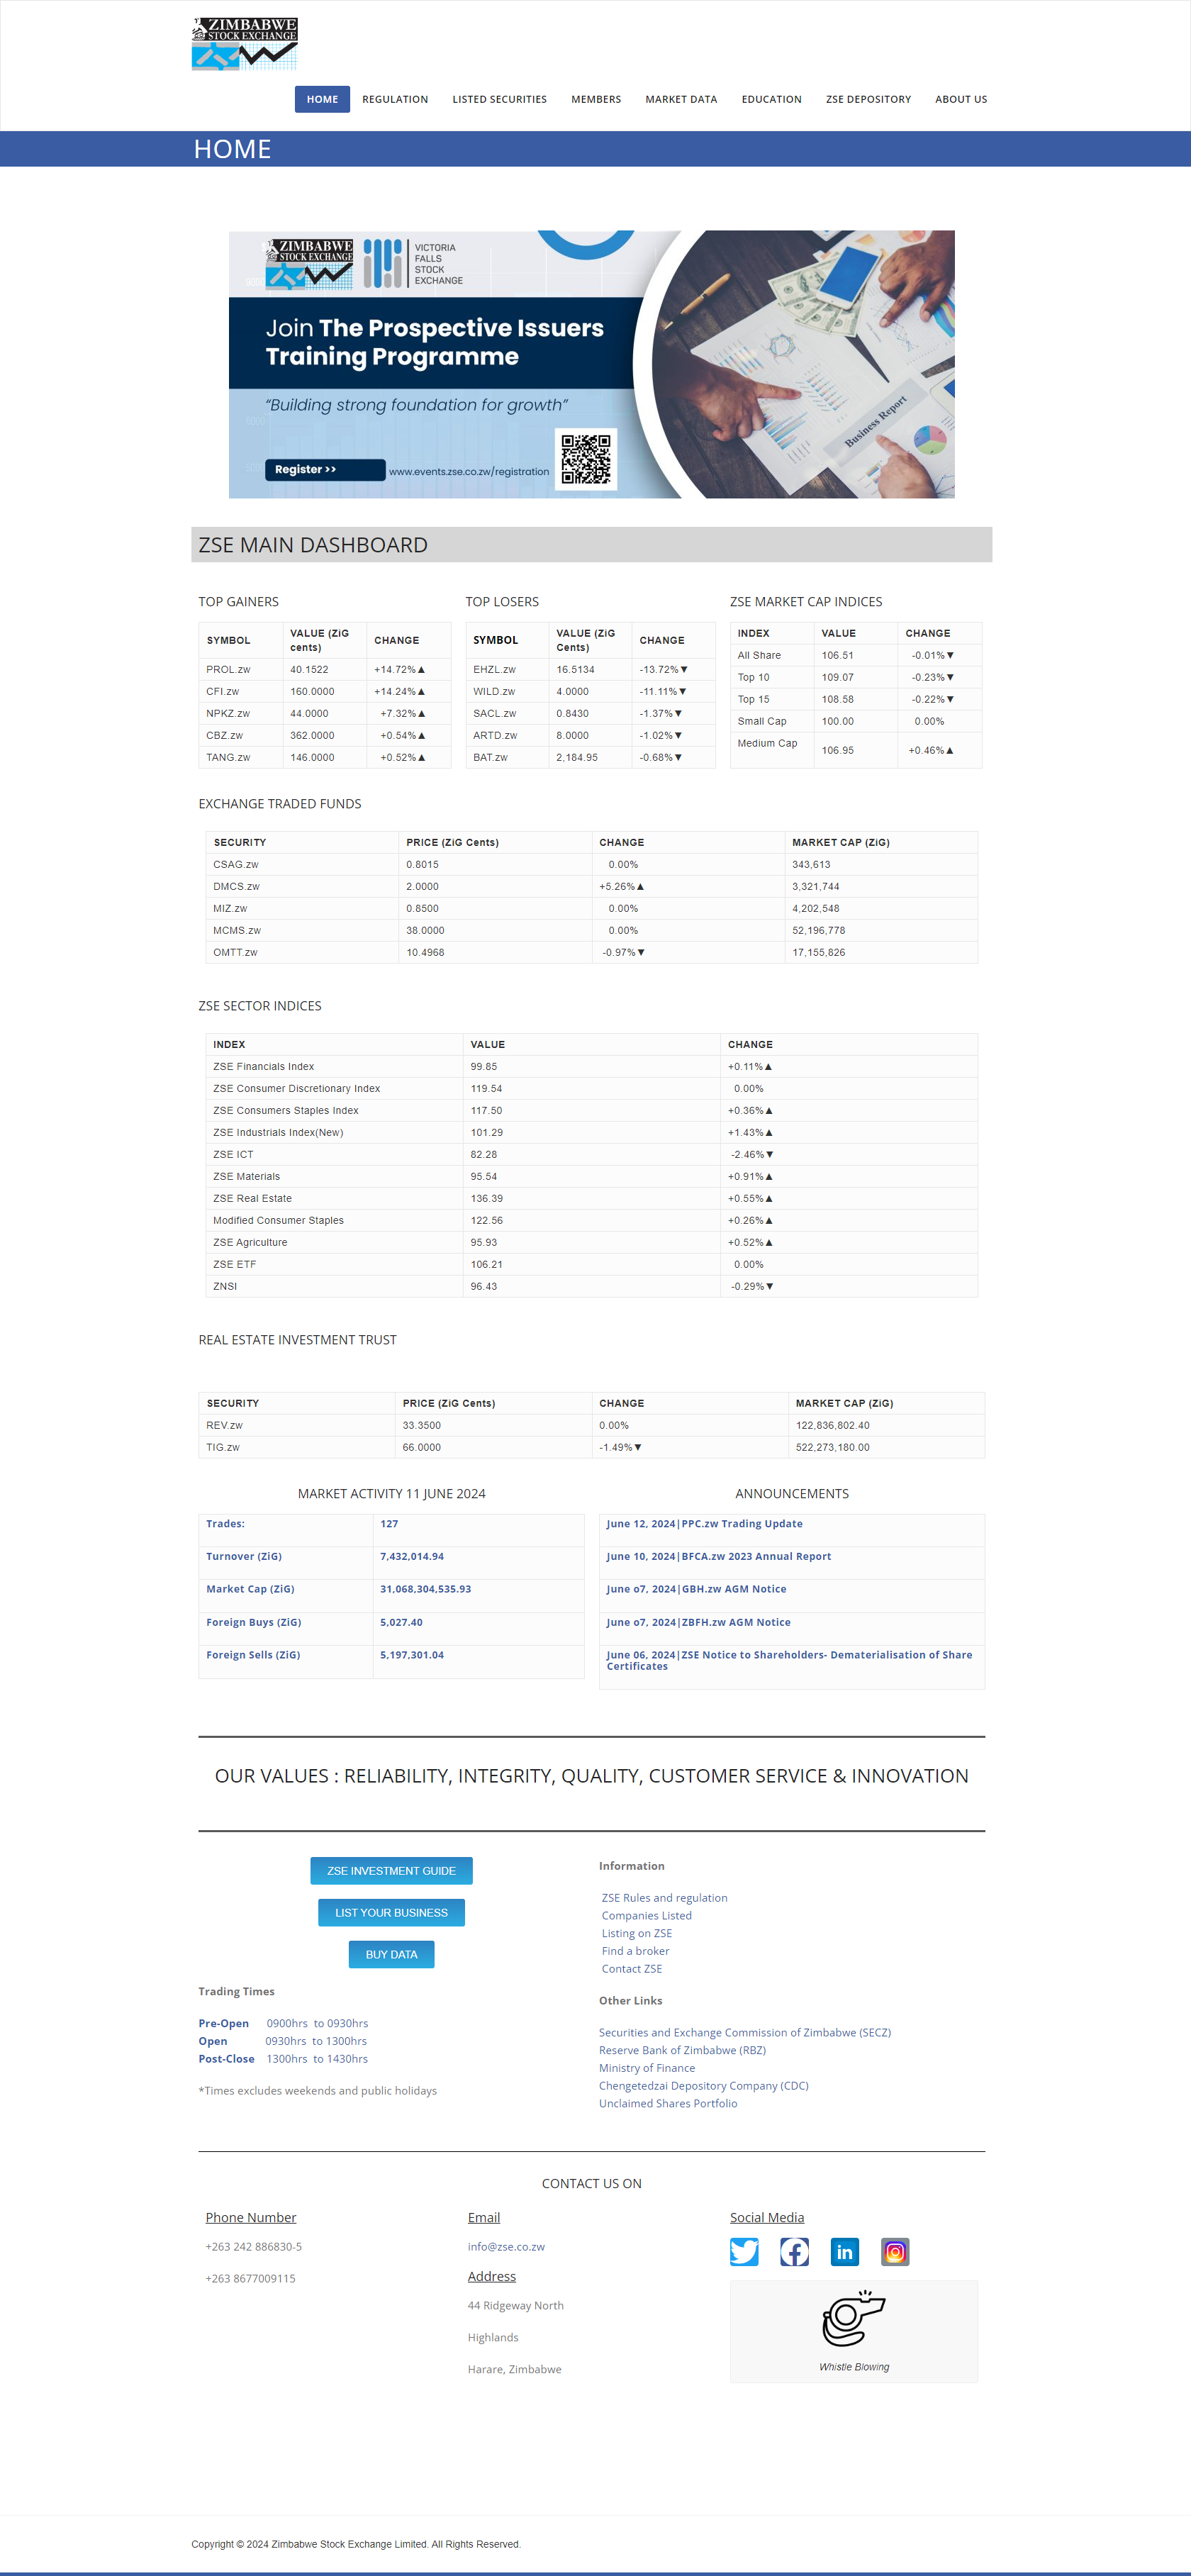 ZIMBABWE
STOCK EXCHANGE
HOME REGULATION LISTED SECURITIES MEMBERS MARKET DATA EDUCATION ZSE DEPOSITORY ABOUT US
HOME
ZIMBABWE
STOCK EXCHANGE
VICTORIA
FALLS
STOCK
EXCHANGE
Join The Prospective Issuers
Training Programme
“Building strong foundation for growth”
Register >> www.events.zse.co.zw/registration
Business Report
ZSE MAIN DASHBOARD
TOP GAINERS
SYMBOL VALUE (ZiG cents) CHANGE
PROL.zw 40.1522 +14.72%▲
CFI.zw 160.0000 +14.24%▲
NPKZ.zw 44.0000 +7.32%▲
CBZ.zw 362.0000 +0.54%▲
TANG.zw 146.0000 +0.52%▲
TOP LOSERS
SYMBOL VALUE (ZiG Cents) CHANGE
EHZL.zw 16.5134 -13.72%▼
WILD.zw 4.0000 -11.11%▼
SACL.zw 0.8430 -1.37%▼
ARTD.zw 8.0000 -1.02%▼
BAT.zw 2,184.95 -0.68%▼
ZSE MARKET CAP INDICES
INDEX VALUE CHANGE
All Share 106.51 -0.01%▼
Top 10 109.07 -0.23%▼
Top 15 108.58 -0.22%▼
Small Cap 100.00 0.00%
Medium Cap 106.95 +0.46%▲
EXCHANGE TRADED FUNDS
SECURITY PRICE (ZiG Cents) CHANGE MARKET CAP (ZiG)
CSAG.zw 0.8015 0.00% 343,613
DMCS.zw 2.0000 +5.26%▲ 3,321,744
MIZ.zw 0.8500 0.00% 4,202,548
MCMS.zw 38.0000 0.00% 52,196,778
OMTT.zw 10.4968 -0.97%▼ 17,155,826
ZSE SECTOR INDICES
INDEX VALUE CHANGE
ZSE Financials Index 99.85 +0.11%▲
ZSE Consumer Discretionary Index 119.54 0.00%
ZSE Consumers Staples Index 117.50 +0.36%▲
ZSE Industrials Index(New) 101.29 +1.43%▲
ZSE ICT 82.28 -2.46%▼
ZSE Materials 95.54 +0.91%▲
ZSE Real Estate 136.39 +0.55%▲
Modified Consumer Staples 122.56 +0.26%▲
ZSE Agriculture 95.93 +0.52%▲
ZSE ETF 106.21 0.00%
ZNSI 96.43 -0.29%▼
REAL ESTATE INVESTMENT TRUST
SECURITY PRICE (ZiG Cents) CHANGE MARKET CAP (ZiG)
REV.zw 33.3500 0.00% 122,836,802.40
TIG.zw 66.0000 -1.49%▼ 522,273,180.00
MARKET ACTIVITY 11 JUNE 2024
Trades: 127
Turnover (ZiG) 7,432,014.94
Market Cap (ZiG) 31,068,304,535.93
Foreign Buys (ZiG) 5,027.40
Foreign Sells (ZiG) 5,197,301.04
ANNOUNCEMENTS
June 12, 2024|PPC.zw Trading Update
June 10, 2024|BFCA.zw 2023 Annual Report
June o7, 2024|GBH.zw AGM Notice
June o7, 2024|ZBFH.zw AGM Notice
June 06, 2024|ZSE Notice to Shareholders- Dematerialisation of Share
Certificates
OUR VALUES : RELIABILITY, INTEGRITY, QUALITY, CUSTOMER SERVICE & INNOVATION
ZSE INVESTMENT GUIDE
LIST YOUR BUSINESS
BUY DATA
Trading Times
Pre-Open 0900hrs to 0930hrs
Open 0930hrs to 1300hrs
Post-Close 1300hrs to 1430hrs
*Times excludes weekends and public holidays
Information
ZSE Rules and regulation
Companies Listed
Listing on ZSE
Find a broker
Contact ZSE
Other Links
Securities and Exchange Commission of Zimbabwe (SECZ)
Reserve Bank of Zimbabwe (RBZ)
Ministry of Finance
Chengetedzai Depository Company (CDC)
Unclaimed Shares Portfolio
CONTACT US ON
Phone Number
+263 242 886830-5
+263 8677009115
Email
info@zse.co.zw
Address
44 Ridgeway North
Highlands
Harare, Zimbabwe
Social Media
in
Whistle Blowing
Copyright © 2024 Zimbabwe Stock Exchange Limited. All Rights Reserved.